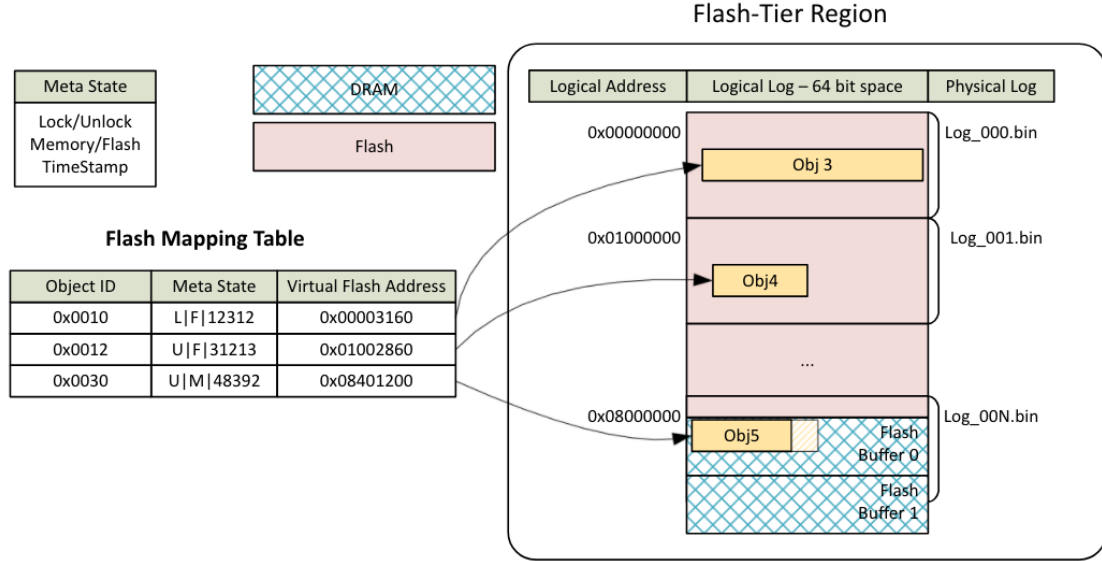 Flash-Tier Region
Meta State
Lock/Unlock
Memory/Flash
TimeStamp
DRAM
Flash
Flash Mapping Table
Object ID Meta State Virtual Flash Address
0x0010 L|F|12312 0x00003160
0x0012 U|F|31213 0x01002860
0x0030 U|M|48392 0x08401200
Logical Address Logical Log – 64 bit space Physical Log
0x00000000 Log_000.bin
Obj 3
0x01000000 Log_001.bin
Obj4
...
0x08000000 Log_00N.bin
Obj5
Flash
Buffer 0
Flash
Buffer 1